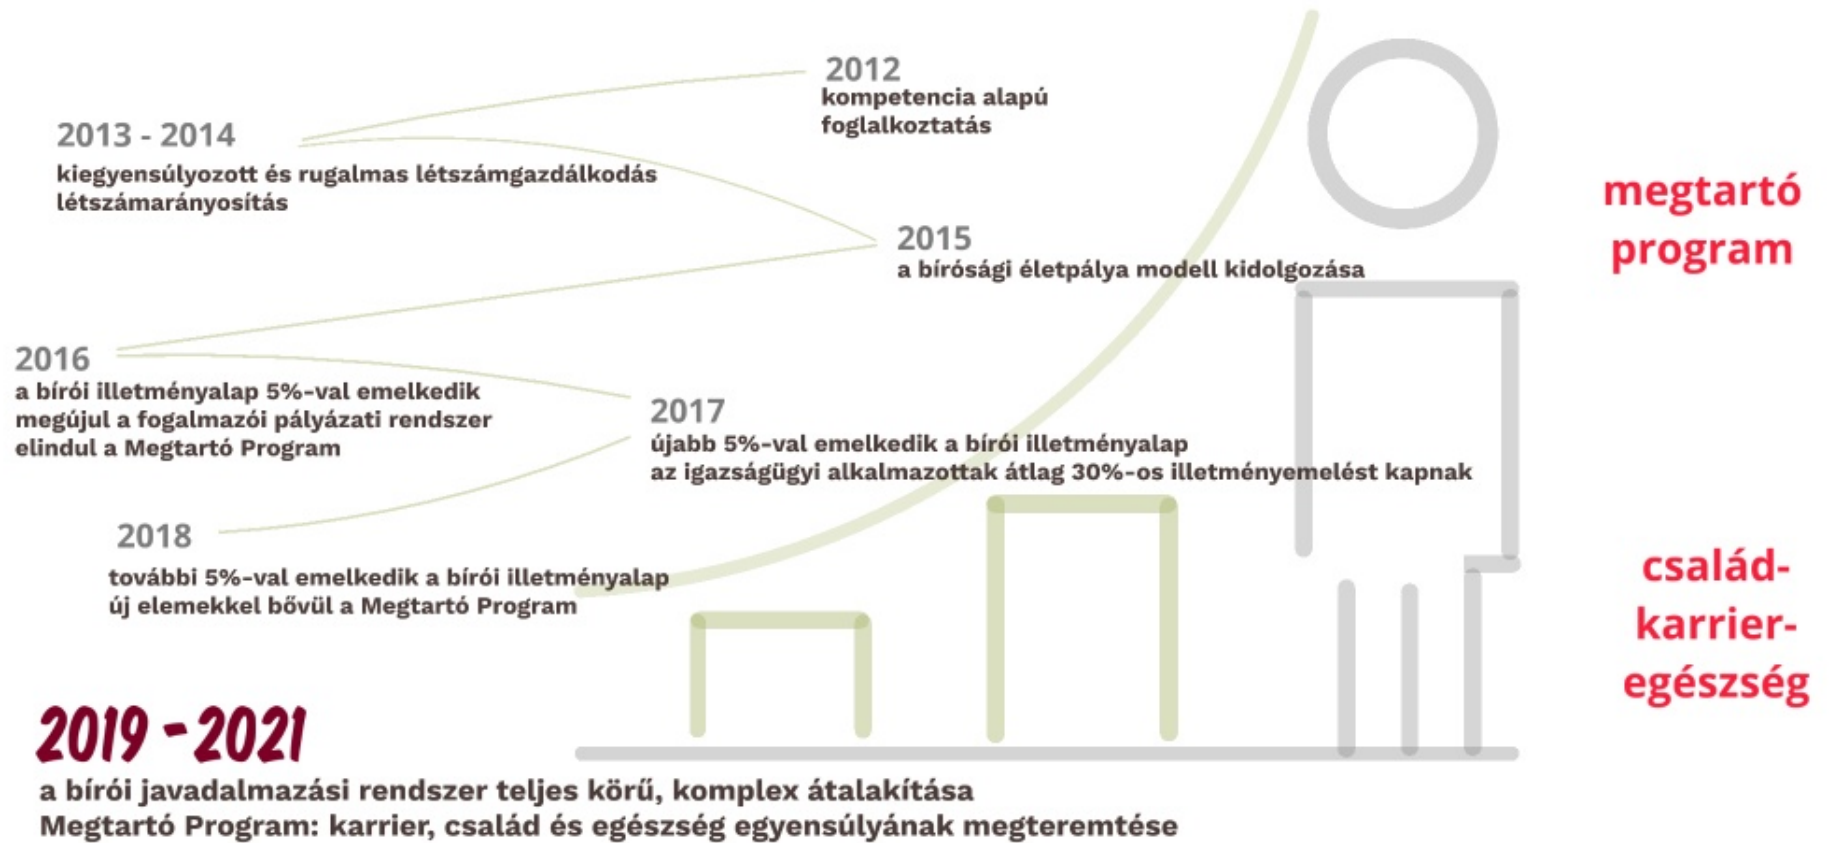 2012
kompetencia alapú
foglalkoztatás
2013 - 2014
kiegyensúlyozott és rugalmas létszámgazdálkodás
létszámarányosítás
2015
a bírósági életpálya modell kidolgozása
2016
a bírói illetményalap 5%-val emelkedik
megújul a fogalmazói pályázati rendszer
elindul a Megtartó Program
2017
újabb 5%-val emelkedik a bírói illetményalap
az igazságügyi alkalmazottak átlag 30%-os illetményemelést kapnak
2018
további 5%-val emelkedik a bírói illetményalap
új elemekkel bővül a Megtartó Program
2019 - 2021
a bírói javadalmazási rendszer teljes körű, komplex átalakítása
Megtartó Program: karrier, család és egészség egyensúlyának megteremtése
megtartó
program
család-
karrier-
egészség